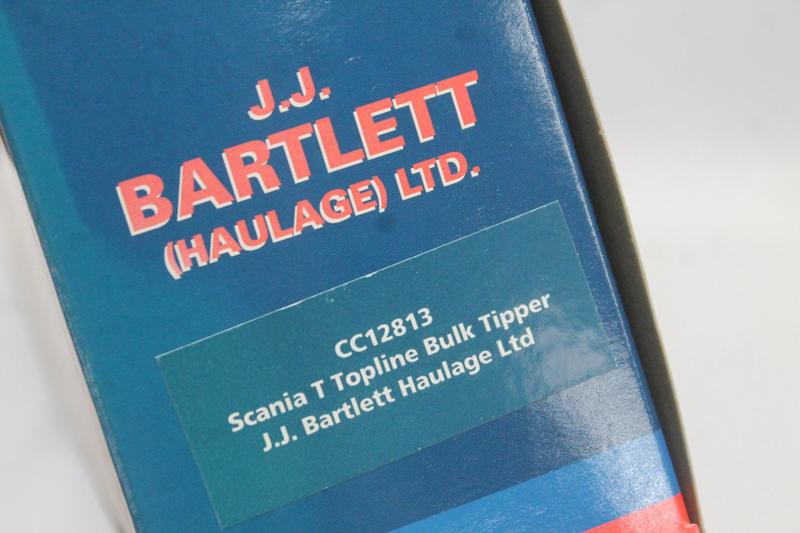 J.J.
BARTLETT
(HAULAGE) LTD.
CC12813
Scania T Topline Bulk Tipper
J.J. Bartlett Haulage Ltd